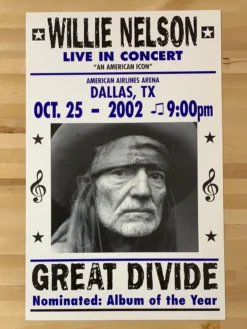 WILLIE NELSON
LIVE IN CONCERT
"AN AMERICAN ICON"
AMERICAN AIRLINES ARENA
DALLAS, TX
OCT. 25 - 2002 9:00pm
GREAT DIVIDE
Nominated: Album of the Year